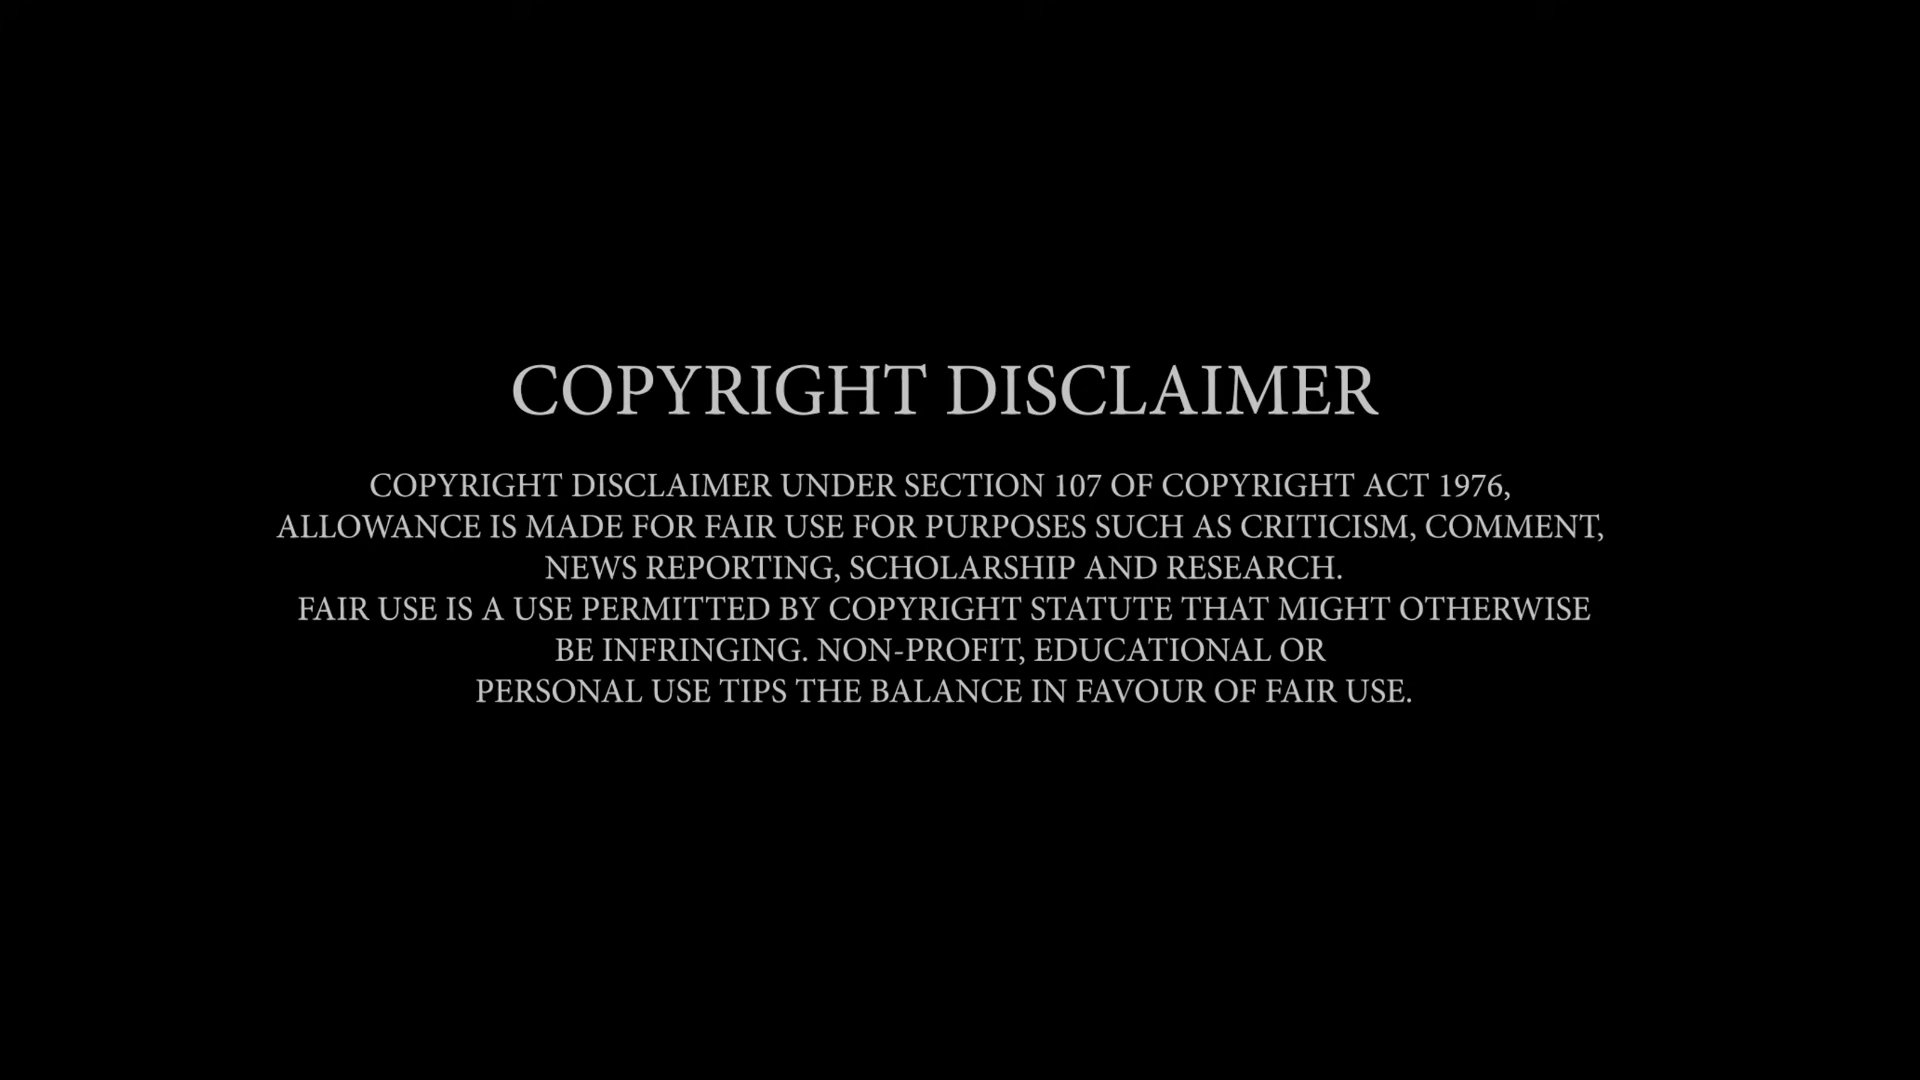 COPYRIGHT DISCLAIMER
COPYRIGHT DISCLAIMER UNDER SECTION 107 OF COPYRIGHT ACT 1976,
ALLOWANCE IS MADE FOR FAIR USE FOR PURPOSES SUCH AS CRITICISM, COMMENT,
NEWS REPORTING, SCHOLARSHIP AND RESEARCH.
FAIR USE IS A USE PERMITTED BY COPYRIGHT STATUTE THAT MIGHT OTHERWISE
BE INFRINGING. NON-PROFIT, EDUCATIONAL OR
PERSONAL USE TIPS THE BALANCE IN FAVOUR OF FAIR USE.